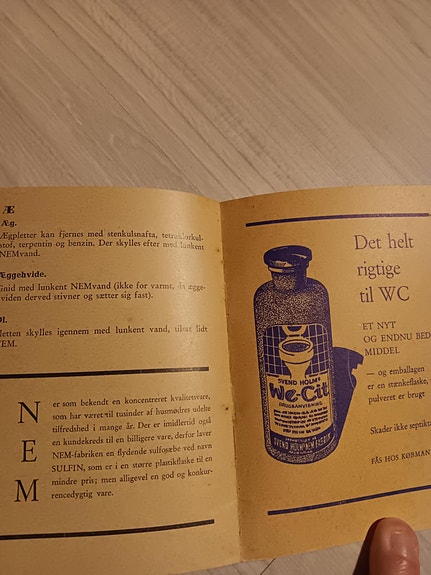 Æ
Æg.
Ægpletter kan fjernes med stenkulsnafta, tetraklorkul-
stof, terpentin og benzin. Der skylles efter med lunkent
NEMvand.
Æggehvide.
Gnid med lunkent NEMvand (ikke for varmt, da ægge-
hviden derved stivner og sætter sig fast).
Øl.
Pletten skylles igennem med lunkent vand, tilsat lidt
NEM.
NEM
er som bekendt en koncentreret kvalitetsvare,
som har været til tusinder af husmødres udelte
tilfredshed i mange år. Der er imidlertid også
en kundekreds til en billigere vare, derfor laver
NEM-fabriken en flydende sulfosæbe ved navn
SULFIN, som er i en større plastikflaske til en
mindre pris; men alligevel en god og konkur-
rencedygtig vare.
Det helt
rigtige
til WC
ET NYT
OG ENDNU BED
MIDDEL
— og emballagen
er en stænkeflaske,
pulveret er brugt
Skader ikke septikta
FÅS HOS KØBMAN
SVEND HOLM's
We-Cit
BRUGSANVISNING